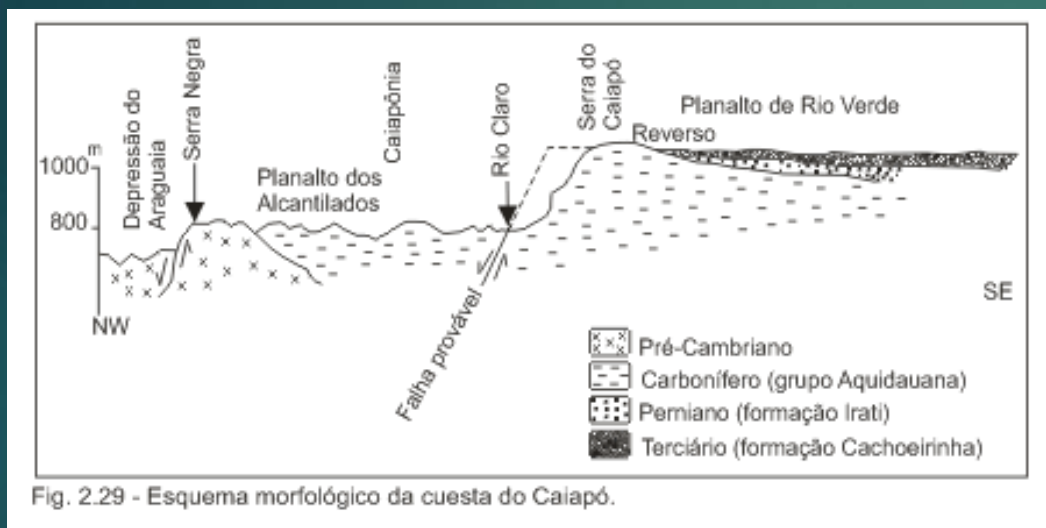 Depressão do
Araguaia
Serra Negra
Caiapônia
Rio Claro
Serra do
Caiapó
Planalto de Rio Verde
Reverso
1000 m
Planalto dos
Alcantilados
800
NW
SE
Falha provável
Pré-Cambriano
Carbonífero (grupo Aquidauana)
Permiano (formação Irati)
Terciário (formação Cachoeirinha)
Fig. 2.29 - Esquema morfológico da cuesta do Caiapó.